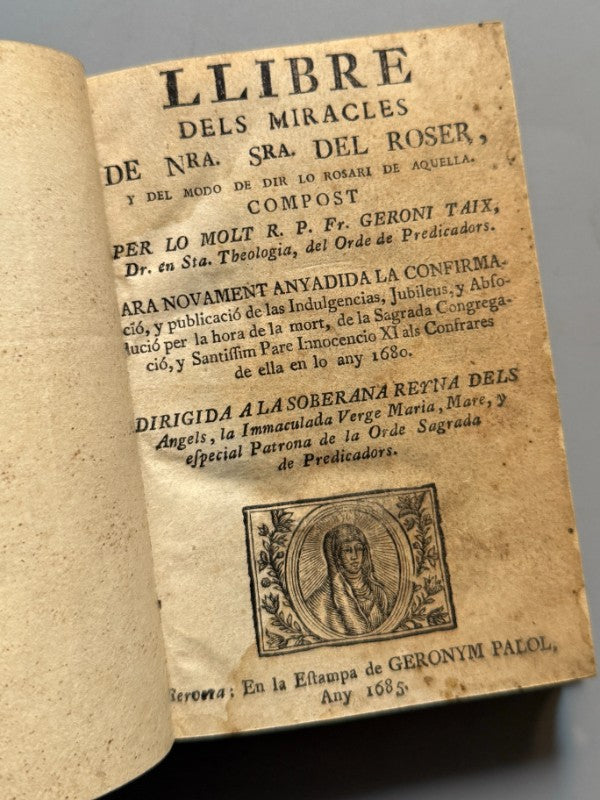 LLIBRE
DELS MIRACLES
DE NRA. SRA. DEL ROSER,
Y DEL MODO DE DIR LO ROSARI DE AQUELLA.
COMPOST
PER LO MOLT R. P. Fr. GERONI TAIX,
Dr. en Sta. Theologia, del Orde de Predicadors.
ARA NOVAMENT ANYADIDA LA CONFIRMA-
ció, y publicació de las Indulgencias, Jubileus, y Abſo-
lució per la hora de la mort, de la Sagrada Congrega-
ció, y Santiſſim Pare Innocencio XI als Confrares
de ella en lo any 1680.
DIRIGIDA A LA SOBERANA REYNA DELS
Angels, la Immaculada Verge Maria, Mare, y
eſpecial Patrona de la Orde Sagrada
de Predicadors.
Gerona: En la Eſtampa de GERONYM PALOL,
Any 1685.